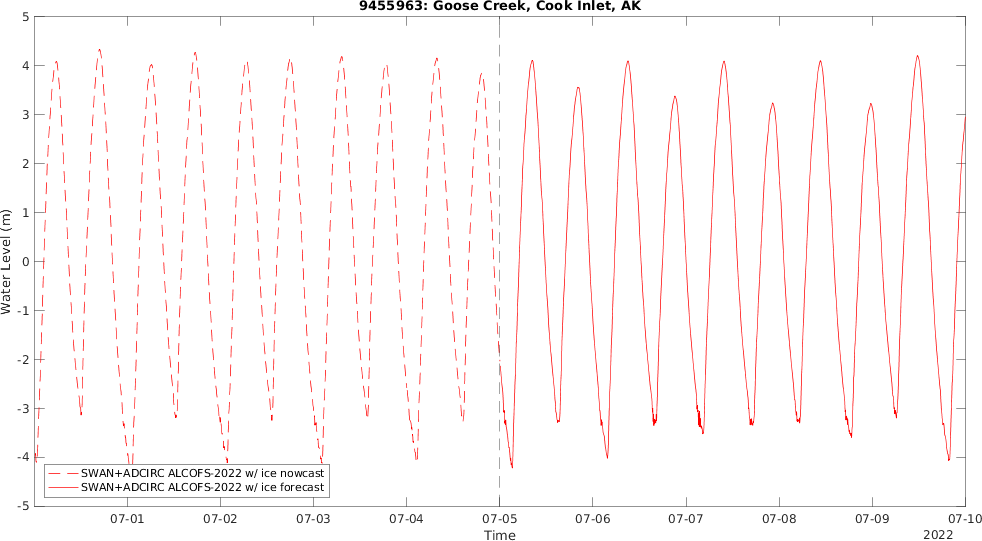 9455963: Goose Creek, Cook Inlet, AK
5
4
3
2
1
0
-1
-2
-3
-4
-5
Water Level (m)
SWAN+ADCIRC ALCOFS-2022 w/ ice nowcast
SWAN+ADCIRC ALCOFS-2022 w/ ice forecast
07-01 07-02 07-03 07-04 07-05 07-06 07-07 07-08 07-09 07-10
Time
2022